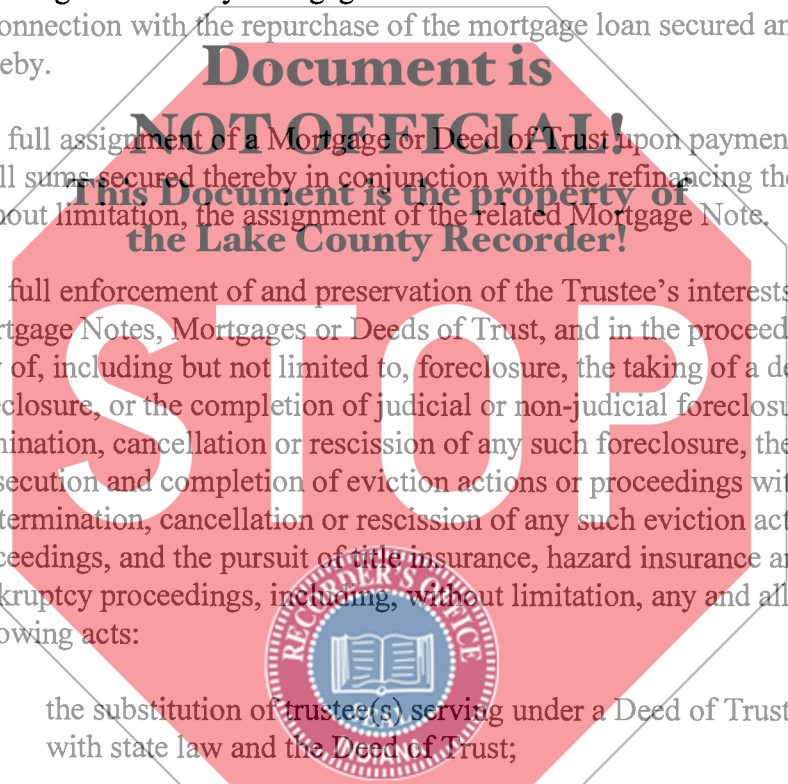 onnection with the repurchase of the mortgage loan secured an
eby.
Document is
NOT OFFICIAL!
full assignment of a Mortgage or Deed of Trust upon paymen
ll sums secured thereby in conjunction with the refinancing the
This Document is the property of
out limitation, the assignment of the related Mortgage Note.
the Lake County Recorder!
full enforcement of and preservation of the Trustee's interests
rtgage Notes, Mortgages or Deeds of Trust, and in the proceed
of, including but not limited to, foreclosure, the taking of a de
closure, or the completion of judicial or non-judicial foreclosu
mination, cancellation or rescission of any such foreclosure, the
secution and completion of eviction actions or proceedings wit
termination, cancellation or rescission of any such eviction act
STOP
ceedings, and the pursuit of title insurance, hazard insurance an
kruptcy proceedings, including, without limitation, any and all
owing acts:
RECORDER'S OFFICE
the substitution of trustee(s) serving under a Deed of Trust
with state law and the Deed of Trust;
INDIANA